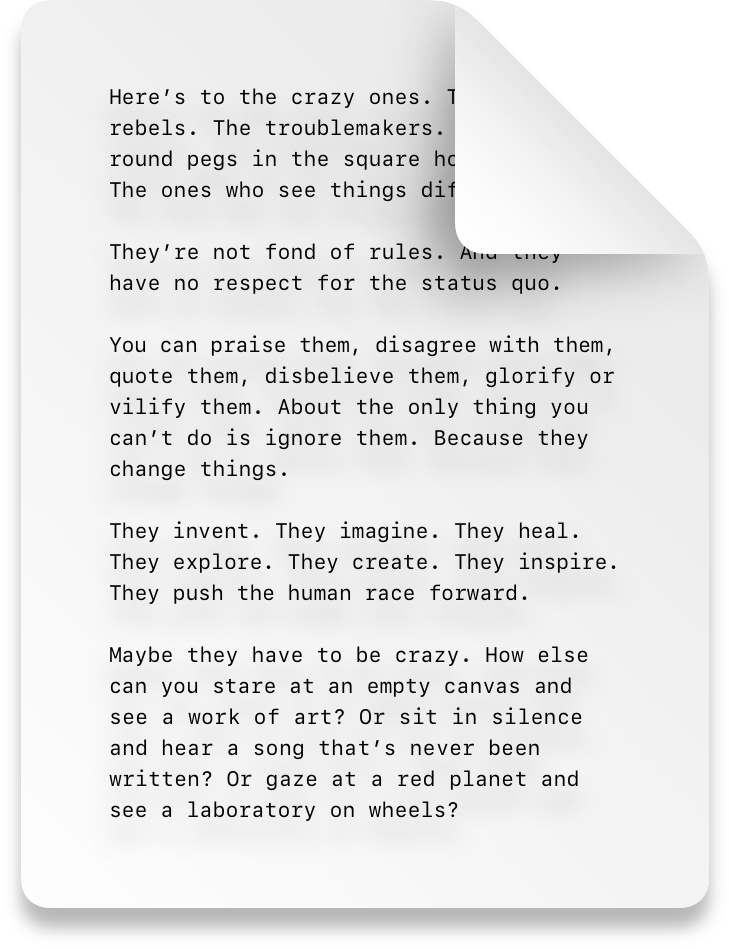 Here’s to the crazy ones.
rebels. The troublemakers.
round pegs in the square
The ones who see things
They’re not fond of rules. And they
have no respect for the status quo.
You can praise them, disagree with them,
quote them, disbelieve them, glorify or
vilify them. About the only thing you
can’t do is ignore them. Because they
change things.
They invent. They imagine. They heal.
They explore. They create. They inspire.
They push the human race forward.
Maybe they have to be crazy. How else
can you stare at an empty canvas and
see a work of art? Or sit in silence
and hear a song that’s never been
written? Or gaze at a red planet and
see a laboratory on wheels?